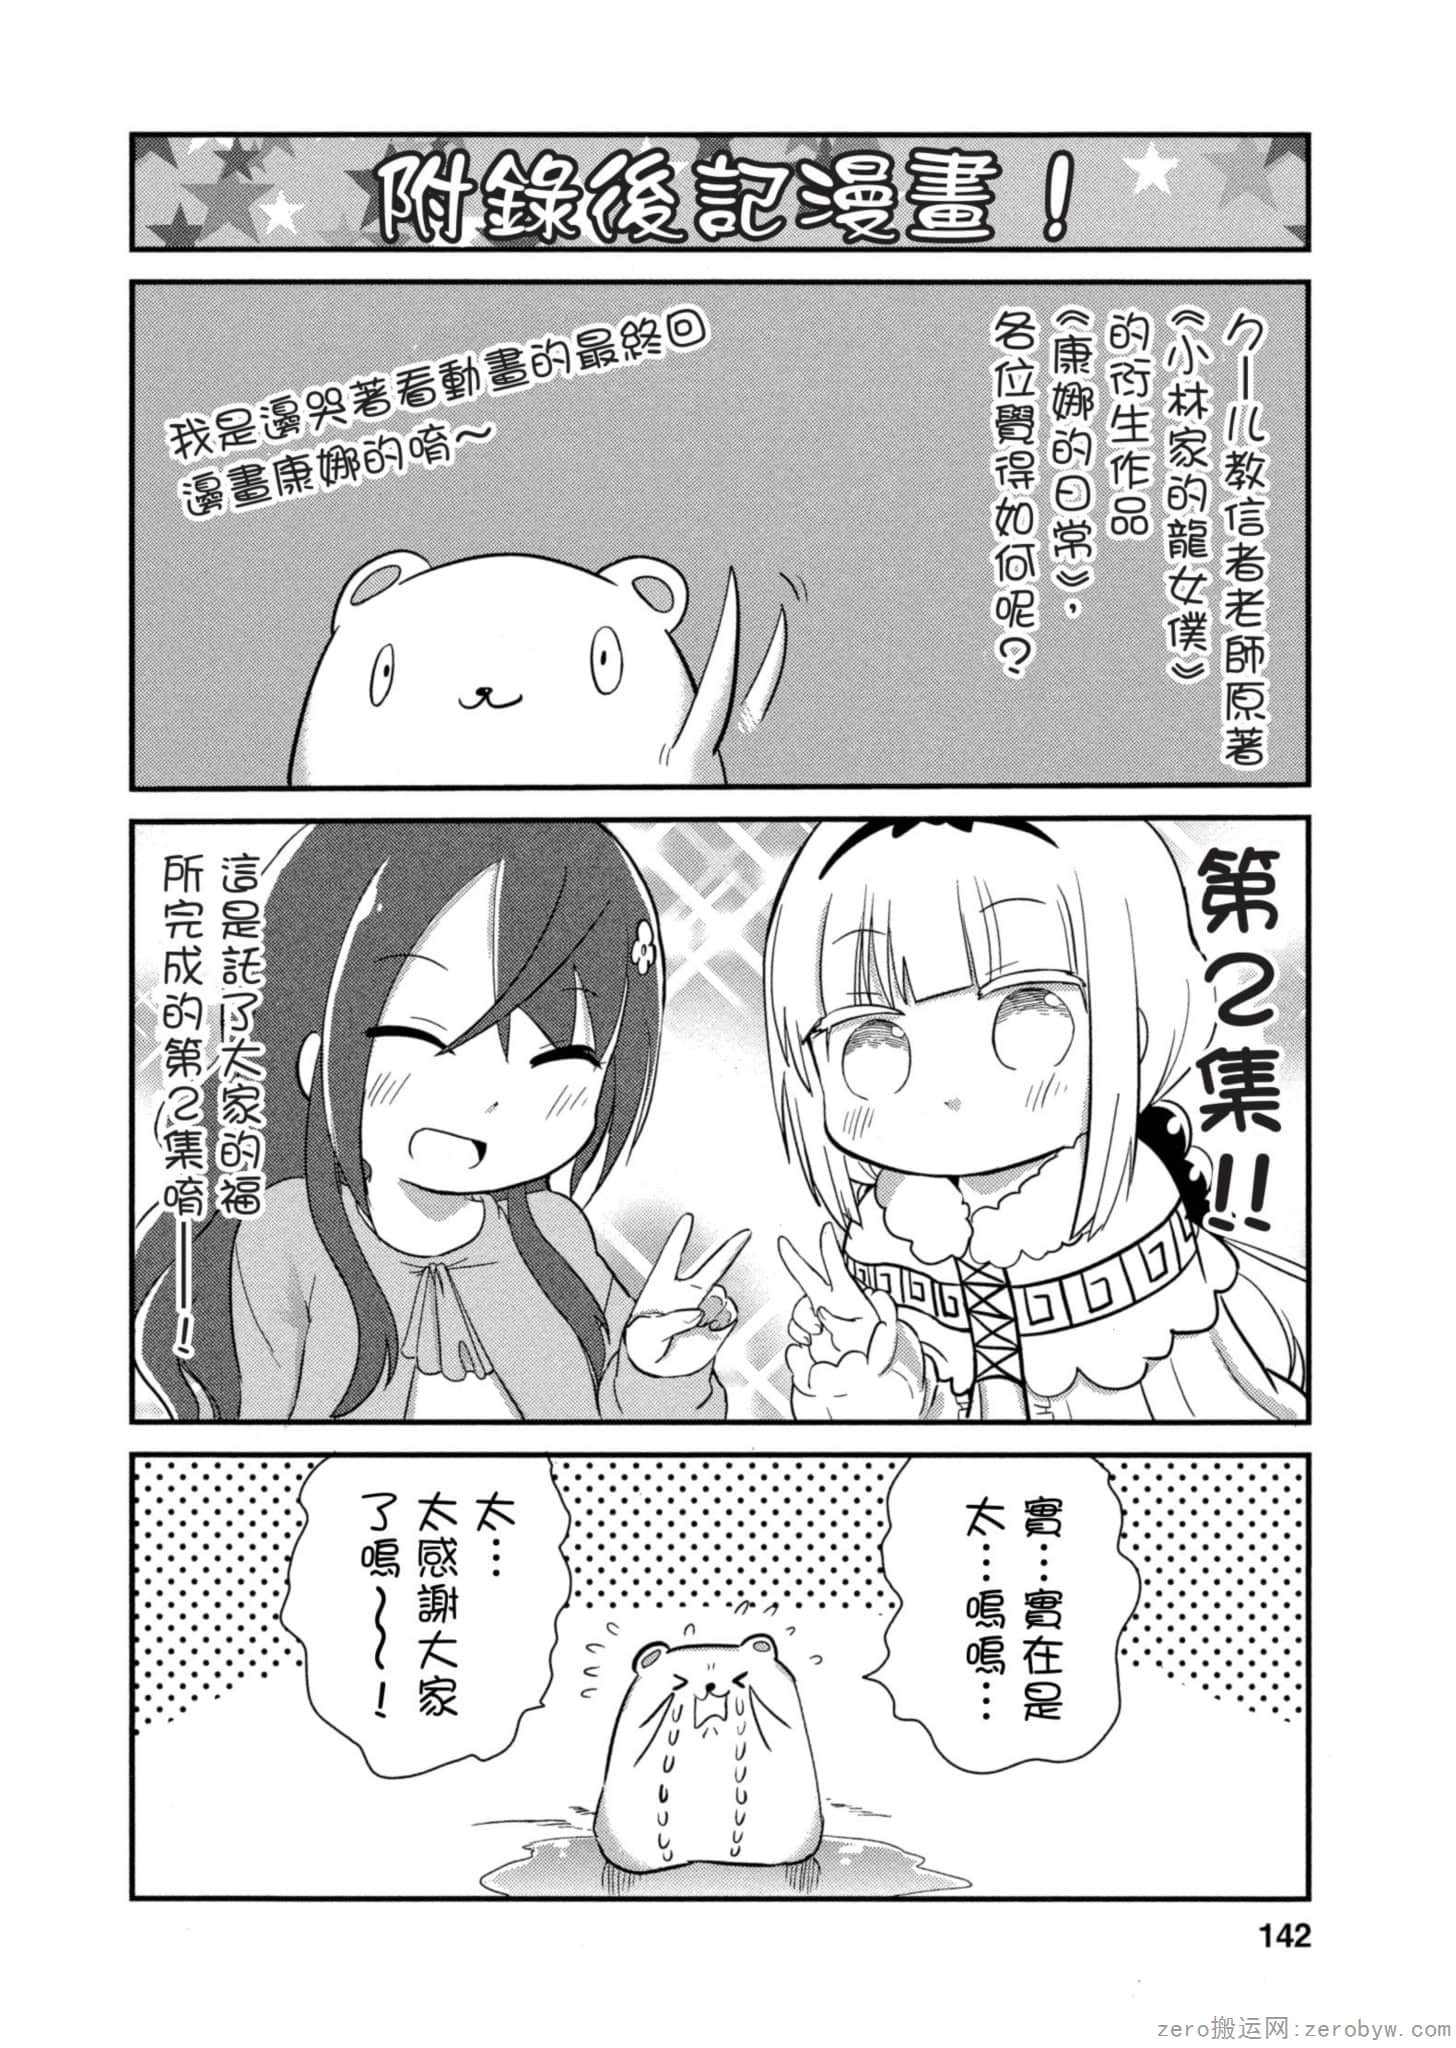 附錄後記漫畫！
クール教信者老師原著
《小林家的龍女僕》
的衍生作品
《康娜的日常》，
各位覺得如何呢？
我是邊哭著看動畫的最終回
邊畫康娜的唷～
第2集!!
這是託了大家的福
所完成的第2集唷——！
實…實在是
太…嗚嗚…
太…
太感謝大家
了嗚～～！
142
zero搬运网:zerobyw.com